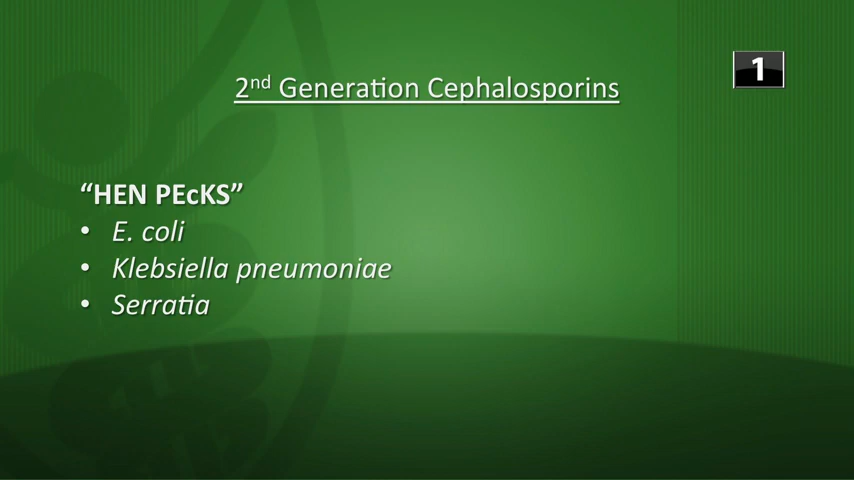 2nd Generation Cephalosporins
1
“HEN PEcKS”
• E. coli
• Klebsiella pneumoniae
• Serratia